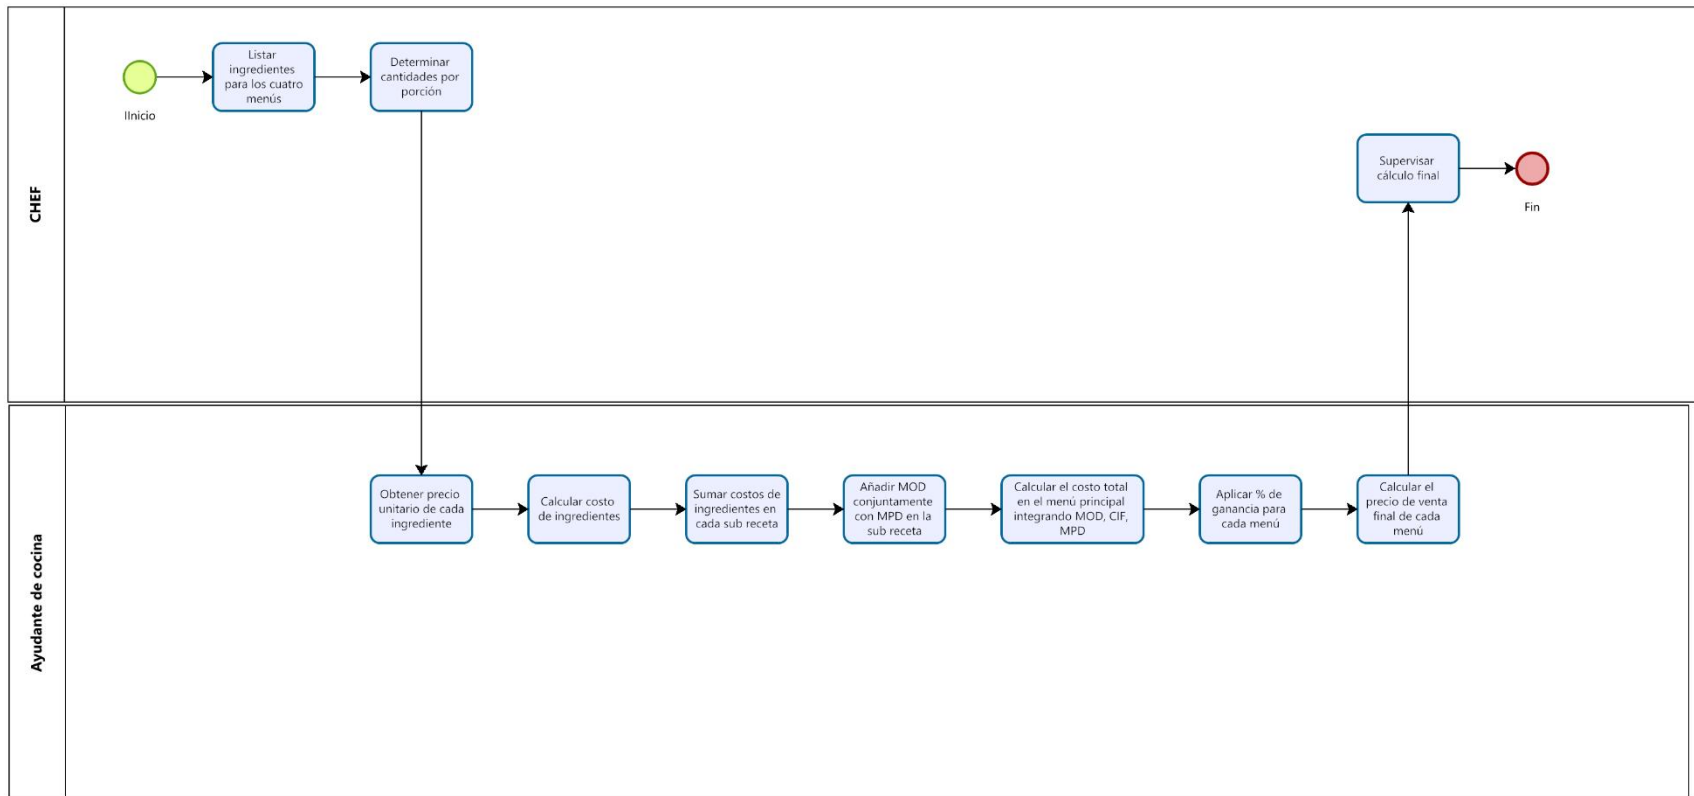 CHEF
IInicio
Listar
ingredientes
para los cuatro
menús
Determinar
cantidades por
porción
Supervisar
cálculo final
Fin
Ayudante de cocina
Obtener precio
unitario de cada
ingrediente
Calcular costo
de ingredientes
Sumar costos de
ingredientes en
cada sub receta
Añadir MOD
conjuntamente
con MPD en la
sub receta
Calcular el costo total
en el menú principal
integrando MOD, CIF,
MPD
Aplicar % de
ganancia para
cada menú
Calcular el
precio de venta
final de cada
menú